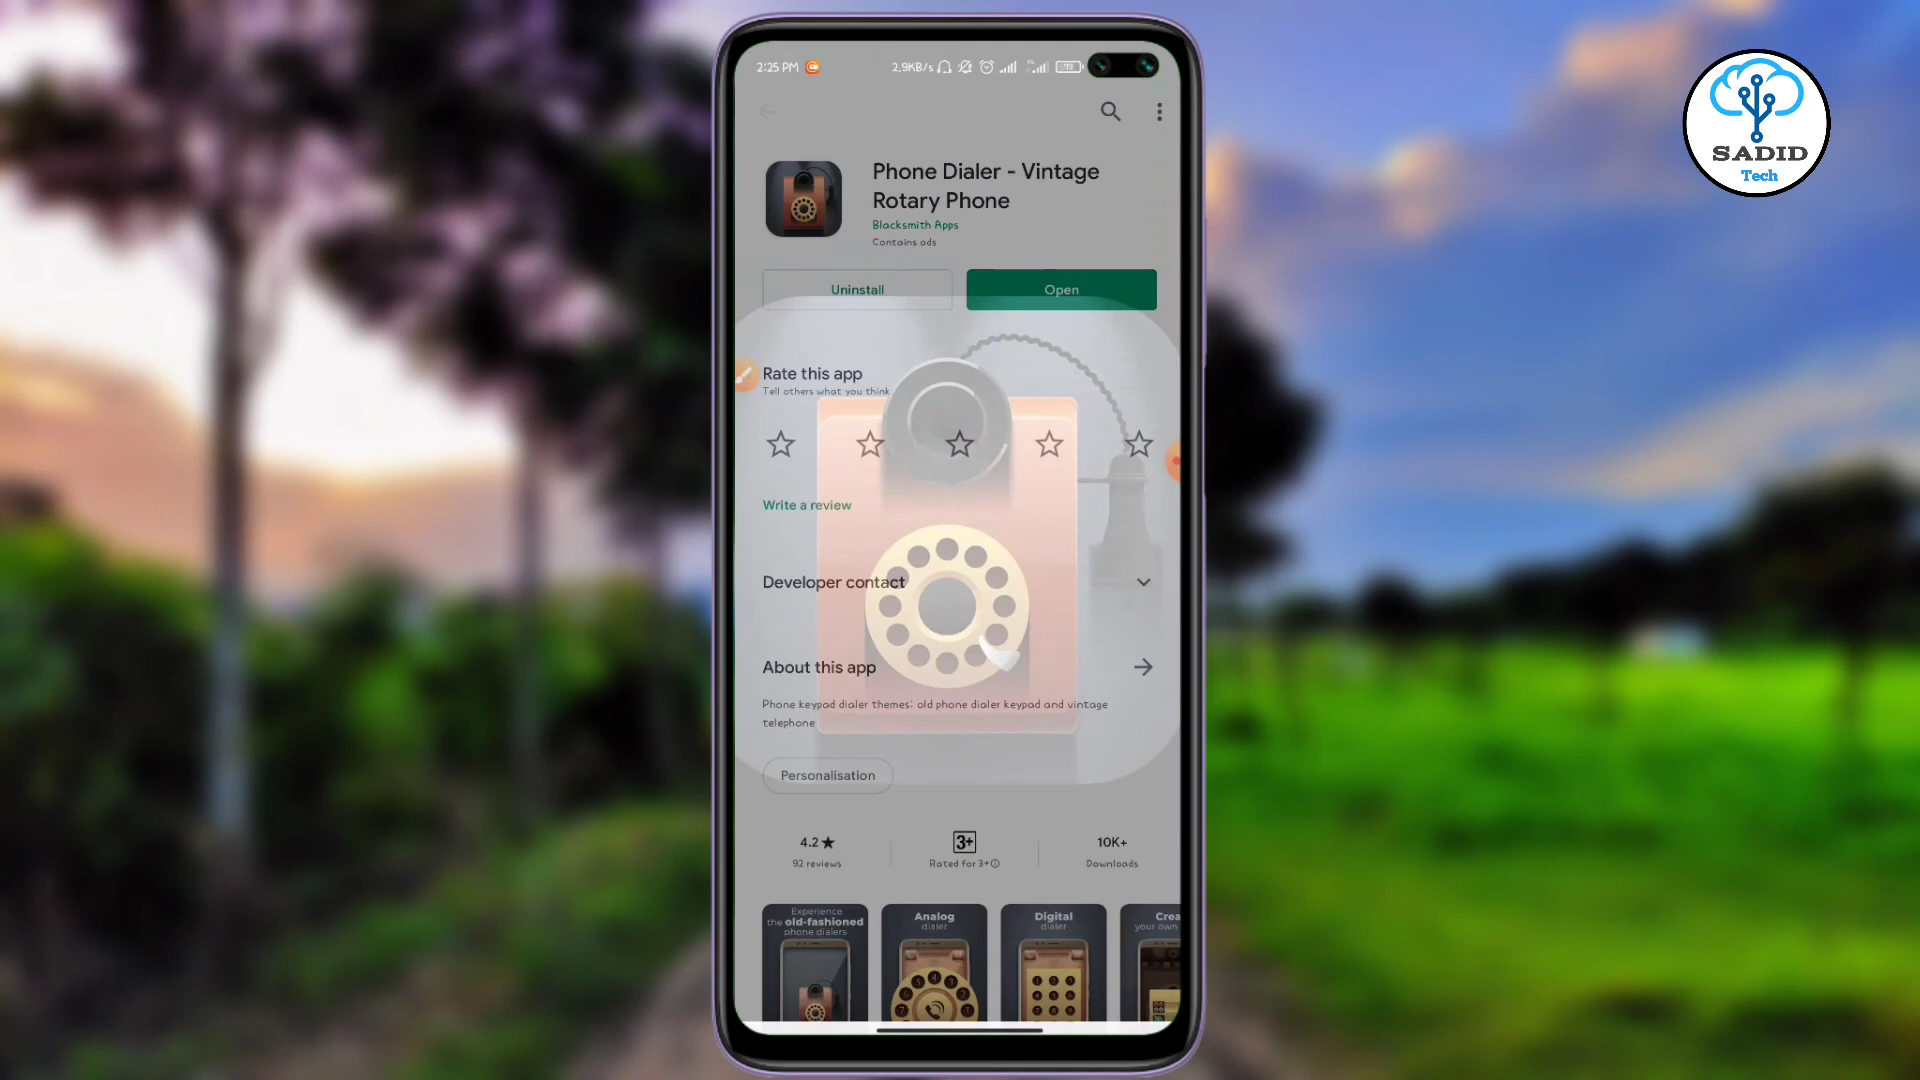 2:25 PM
2.9KB/s
SADID
Tech
Phone Dialer - Vintage
Rotary Phone
Blacksmith Apps
Contains ads
Uninstall
Open
Rate this app
Tell others what you think
Write a review
Developer contact
About this app
Phone keypad dialer themes: old phone dialer keypad and vintage
telephone
Personalisation
4.2★
92 reviews
3+
Rated for 3+
10K+
Downloads
Experience
the old-fashioned
phone dialers
Analog
dialer
Digital
dialer
Crea
your own